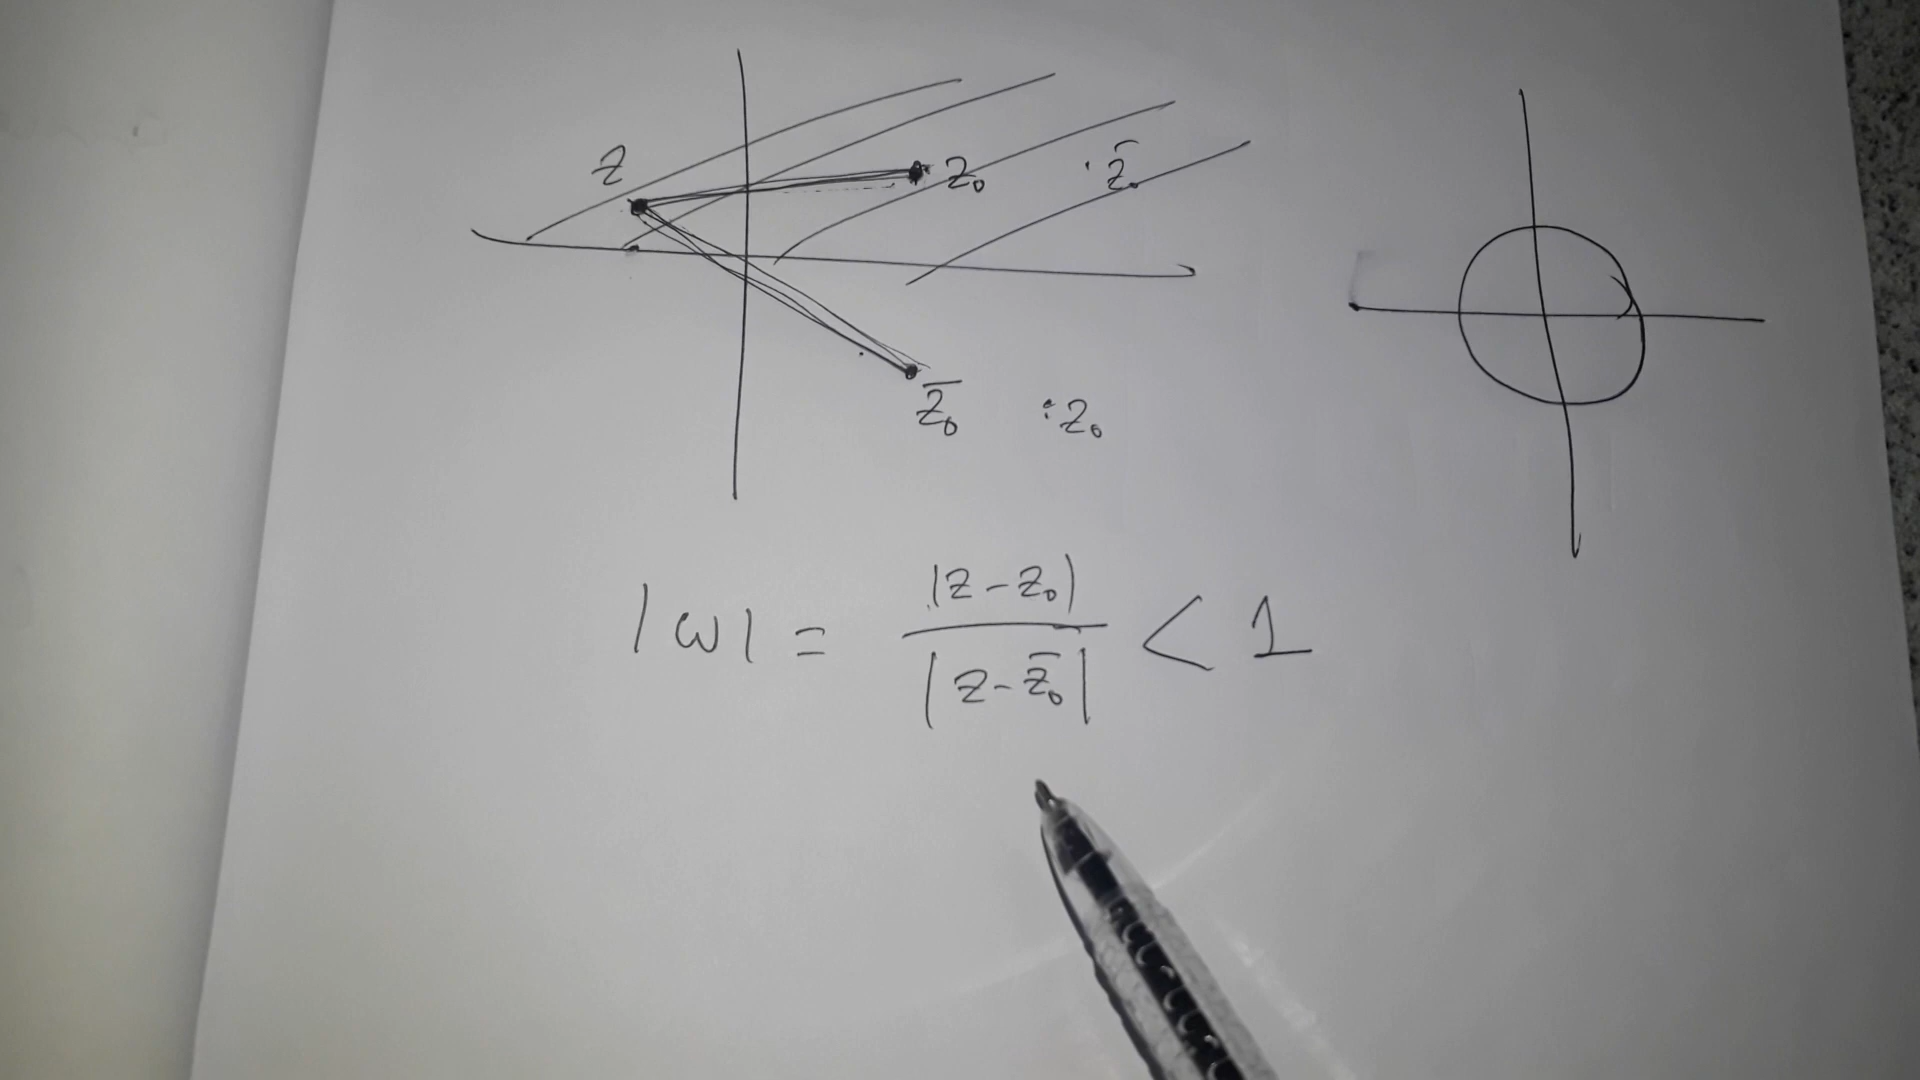 z
z₀
· z̄₀
z̄₀
: z₀
|ω| = |z - z₀| / |z - z̄₀| < 1